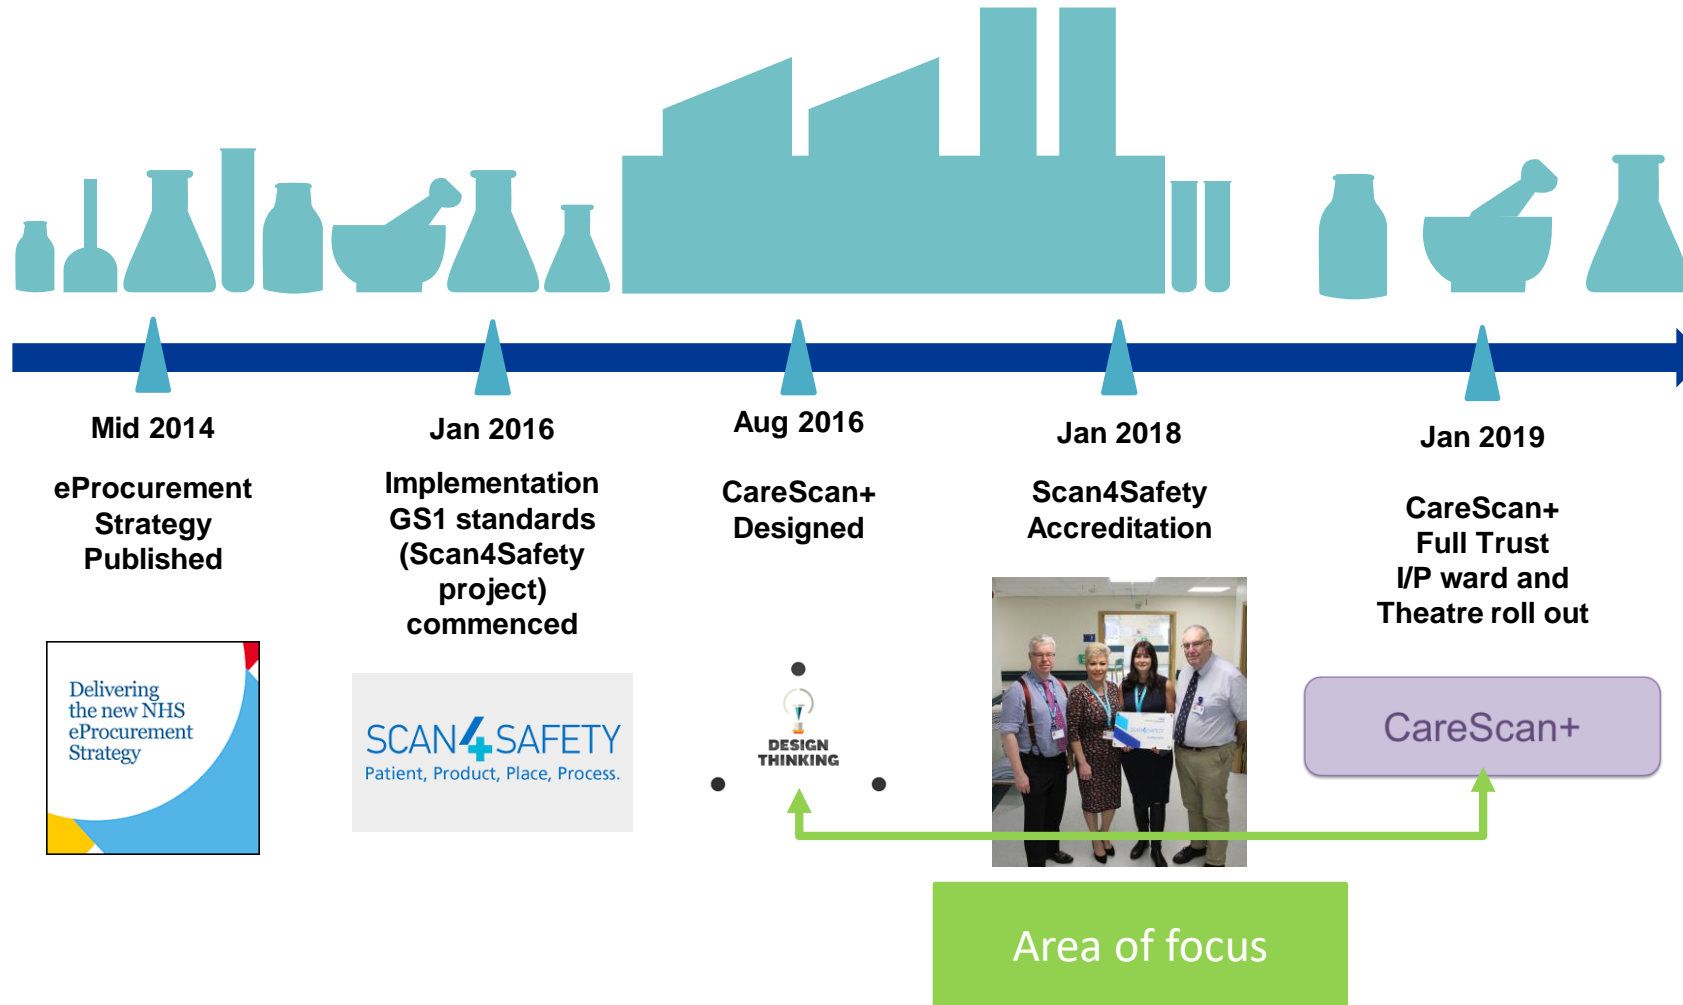 Mid 2014
eProcurement
Strategy
Published
Delivering
the new NHS
eProcurement
Strategy
Jan 2016
Implementation
GS1 standards
(Scan4Safety
project)
commenced
SCAN4SAFETY
Patient, Product, Place, Process.
Aug 2016
CareScan+
Designed
DESIGN
THINKING
Jan 2018
Scan4Safety
Accreditation
SCAN4SAFETY
Jan 2019
CareScan+
Full Trust
I/P ward and
Theatre roll out
CareScan+
Area of focus